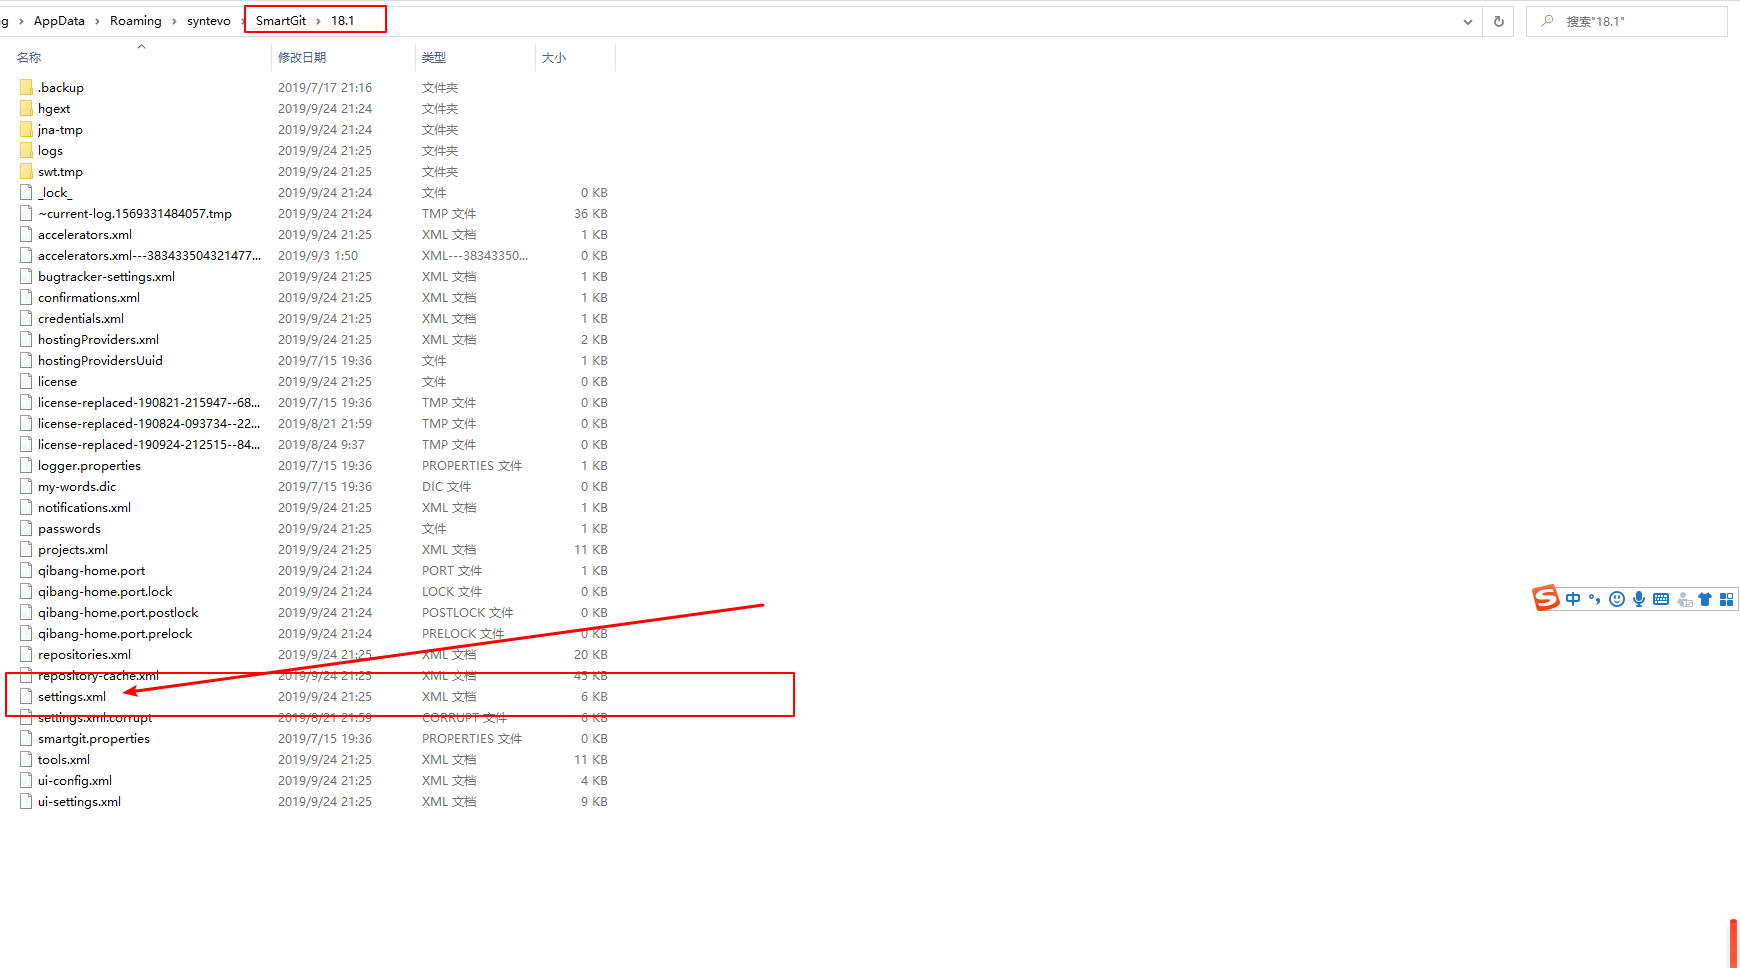 g › AppData › Roaming › syntevo › SmartGit › 18.1 搜索"18.1"
名称 修改日期 类型 大小
.backup 2019/7/17 21:16 文件夹
hgext 2019/9/24 21:24 文件夹
jna-tmp 2019/9/24 21:24 文件夹
logs 2019/9/24 21:25 文件夹
swt.tmp 2019/9/24 21:25 文件夹
_lock_ 2019/9/24 21:24 文件 0 KB
~current-log.1569331484057.tmp 2019/9/24 21:24 TMP 文件 36 KB
accelerators.xml 2019/9/24 21:25 XML 文档 1 KB
accelerators.xml---383433504321477... 2019/9/3 1:50 XML---38343350... 0 KB
bugtracker-settings.xml 2019/9/24 21:25 XML 文档 1 KB
confirmations.xml 2019/9/24 21:25 XML 文档 1 KB
credentials.xml 2019/9/24 21:25 XML 文档 1 KB
hostingProviders.xml 2019/9/24 21:25 XML 文档 2 KB
hostingProvidersUuid 2019/7/15 19:36 文件 1 KB
license 2019/9/24 21:25 文件 0 KB
license-replaced-190821-215947--68... 2019/7/15 19:36 TMP 文件 0 KB
license-replaced-190824-093734--22... 2019/8/21 21:59 TMP 文件 0 KB
license-replaced-190924-212515--84... 2019/8/24 9:37 TMP 文件 0 KB
logger.properties 2019/7/15 19:36 PROPERTIES 文件 1 KB
my-words.dic 2019/7/15 19:36 DIC 文件 0 KB
notifications.xml 2019/9/24 21:25 XML 文档 1 KB
passwords 2019/9/24 21:25 文件 1 KB
projects.xml 2019/9/24 21:25 XML 文档 11 KB
qibang-home.port 2019/9/24 21:24 PORT 文件 1 KB
qibang-home.port.lock 2019/9/24 21:24 LOCK 文件 0 KB
qibang-home.port.postlock 2019/9/24 21:24 POSTLOCK 文件 0 KB
qibang-home.port.prelock 2019/9/24 21:24 PRELOCK 文件 0 KB
repositories.xml 2019/9/24 21:25 XML 文档 20 KB
repository-cache.xml 2019/9/24 21:25 XML 文档 45 KB
settings.xml 2019/9/24 21:25 XML 文档 6 KB
settings.xml.corrupt 2019/8/21 21:59 CORRUPT 文件 6 KB
smartgit.properties 2019/7/15 19:36 PROPERTIES 文件 0 KB
tools.xml 2019/9/24 21:25 XML 文档 11 KB
ui-config.xml 2019/9/24 21:25 XML 文档 4 KB
ui-settings.xml 2019/9/24 21:25 XML 文档 9 KB
S 中